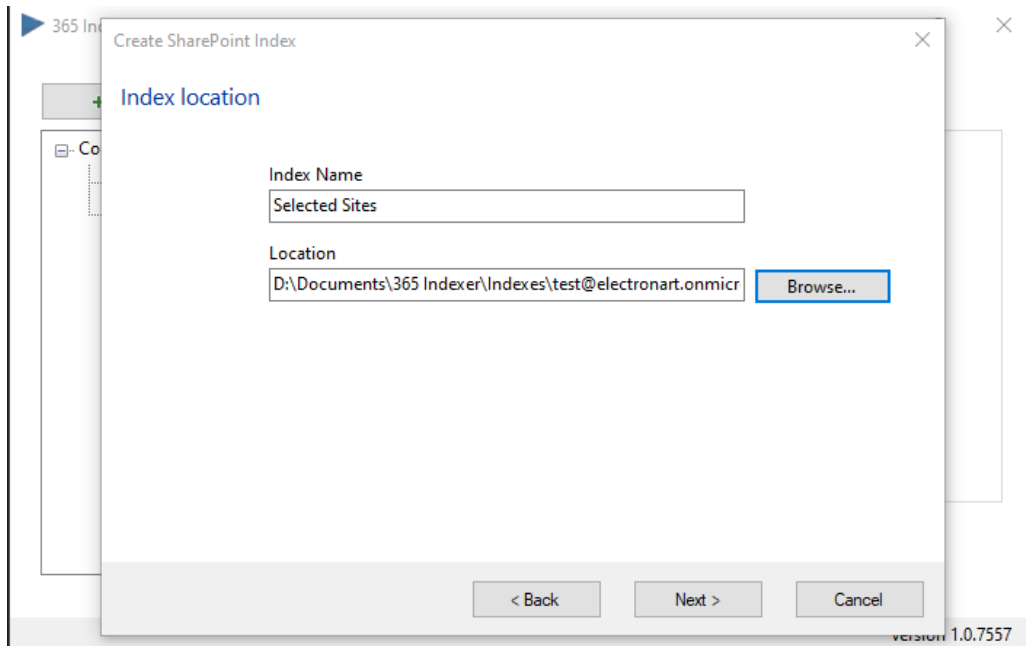 365 Ind
Create SharePoint Index
Index location
+
Co
Index Name
Selected Sites
Location
D:\Documents\365 Indexer\Indexes\test@electronart.onmicr
Browse...
< Back
Next >
Cancel
version 1.0.7557